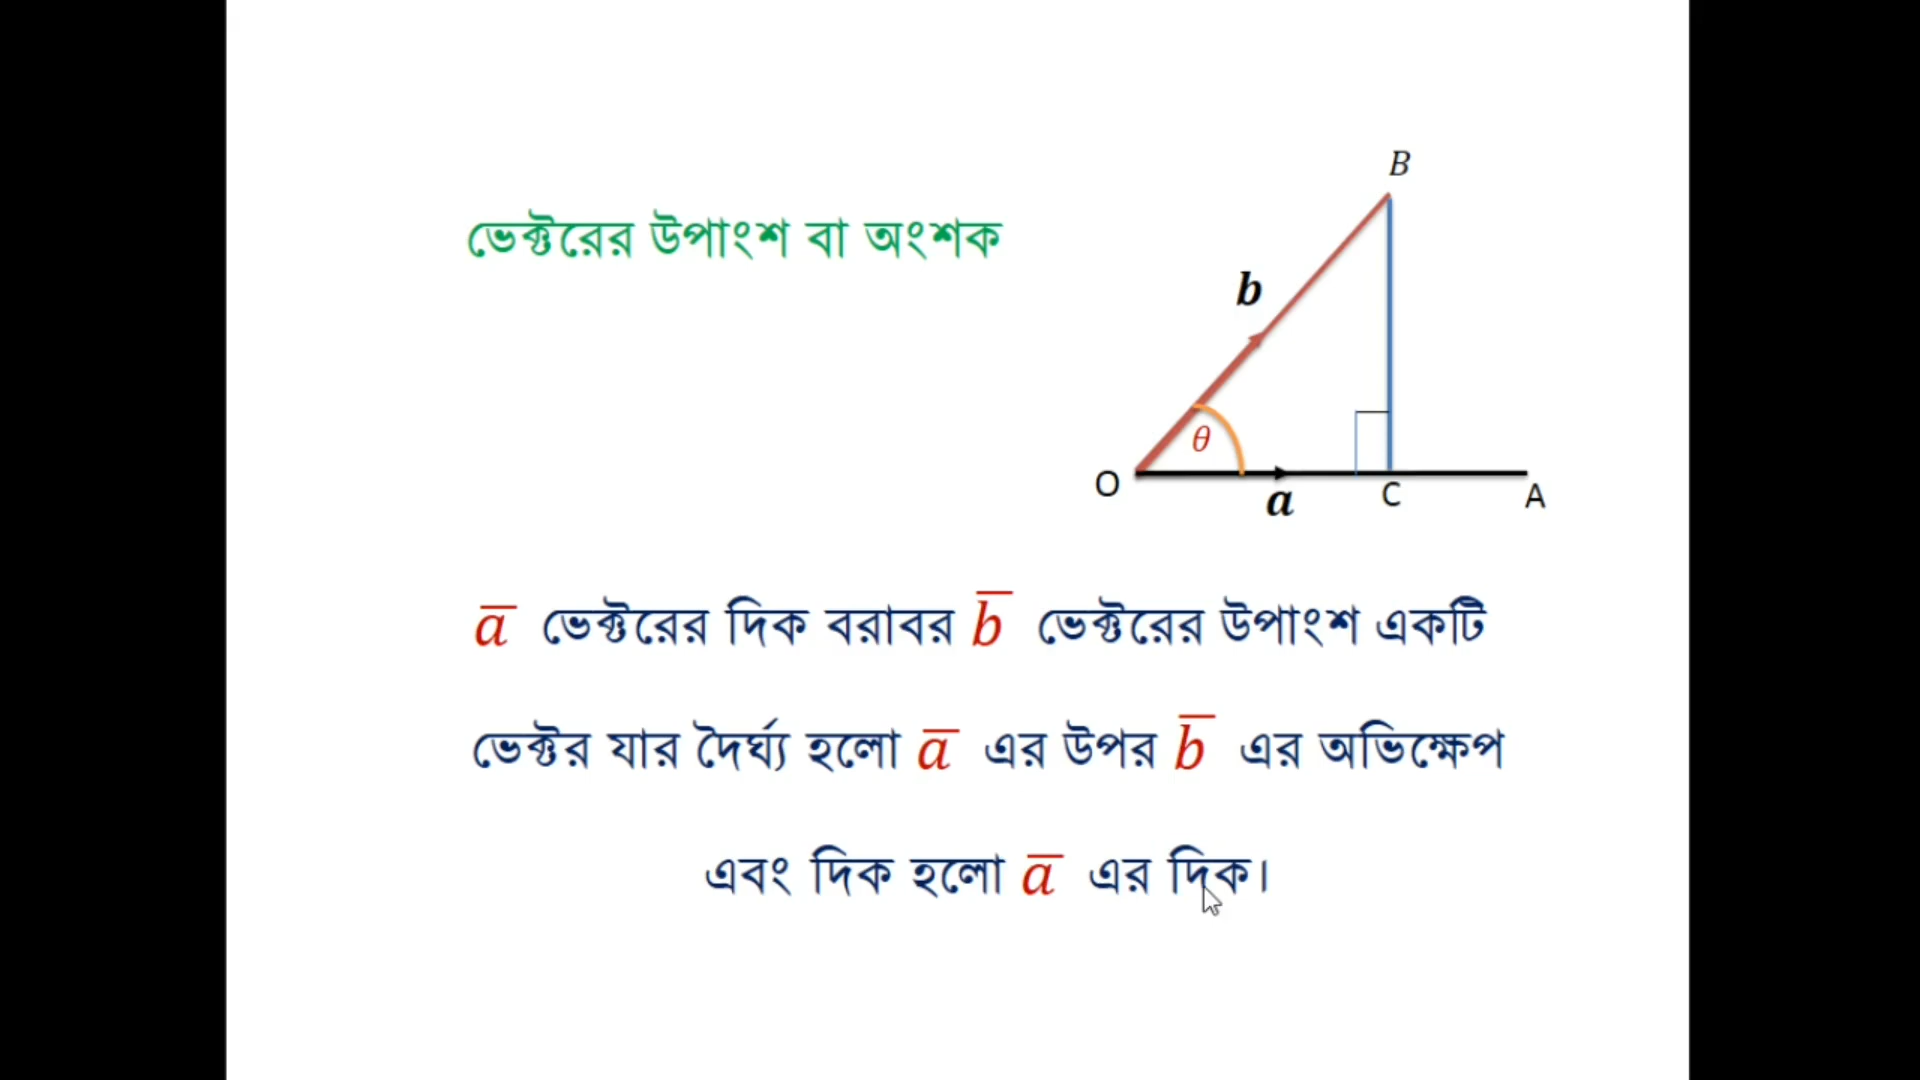 B
ভেক্টরের উপাংশ বা অংশক
b
θ
O
a
C
A
a̅ ভেক্টরের দিক বরাবর b̅ ভেক্টরের উপাংশ একটি
ভেক্টর যার দৈর্ঘ্য হলো a̅ এর উপর b̅ এর অভিক্ষেপ
এবং দিক হলো a̅ এর দিক।